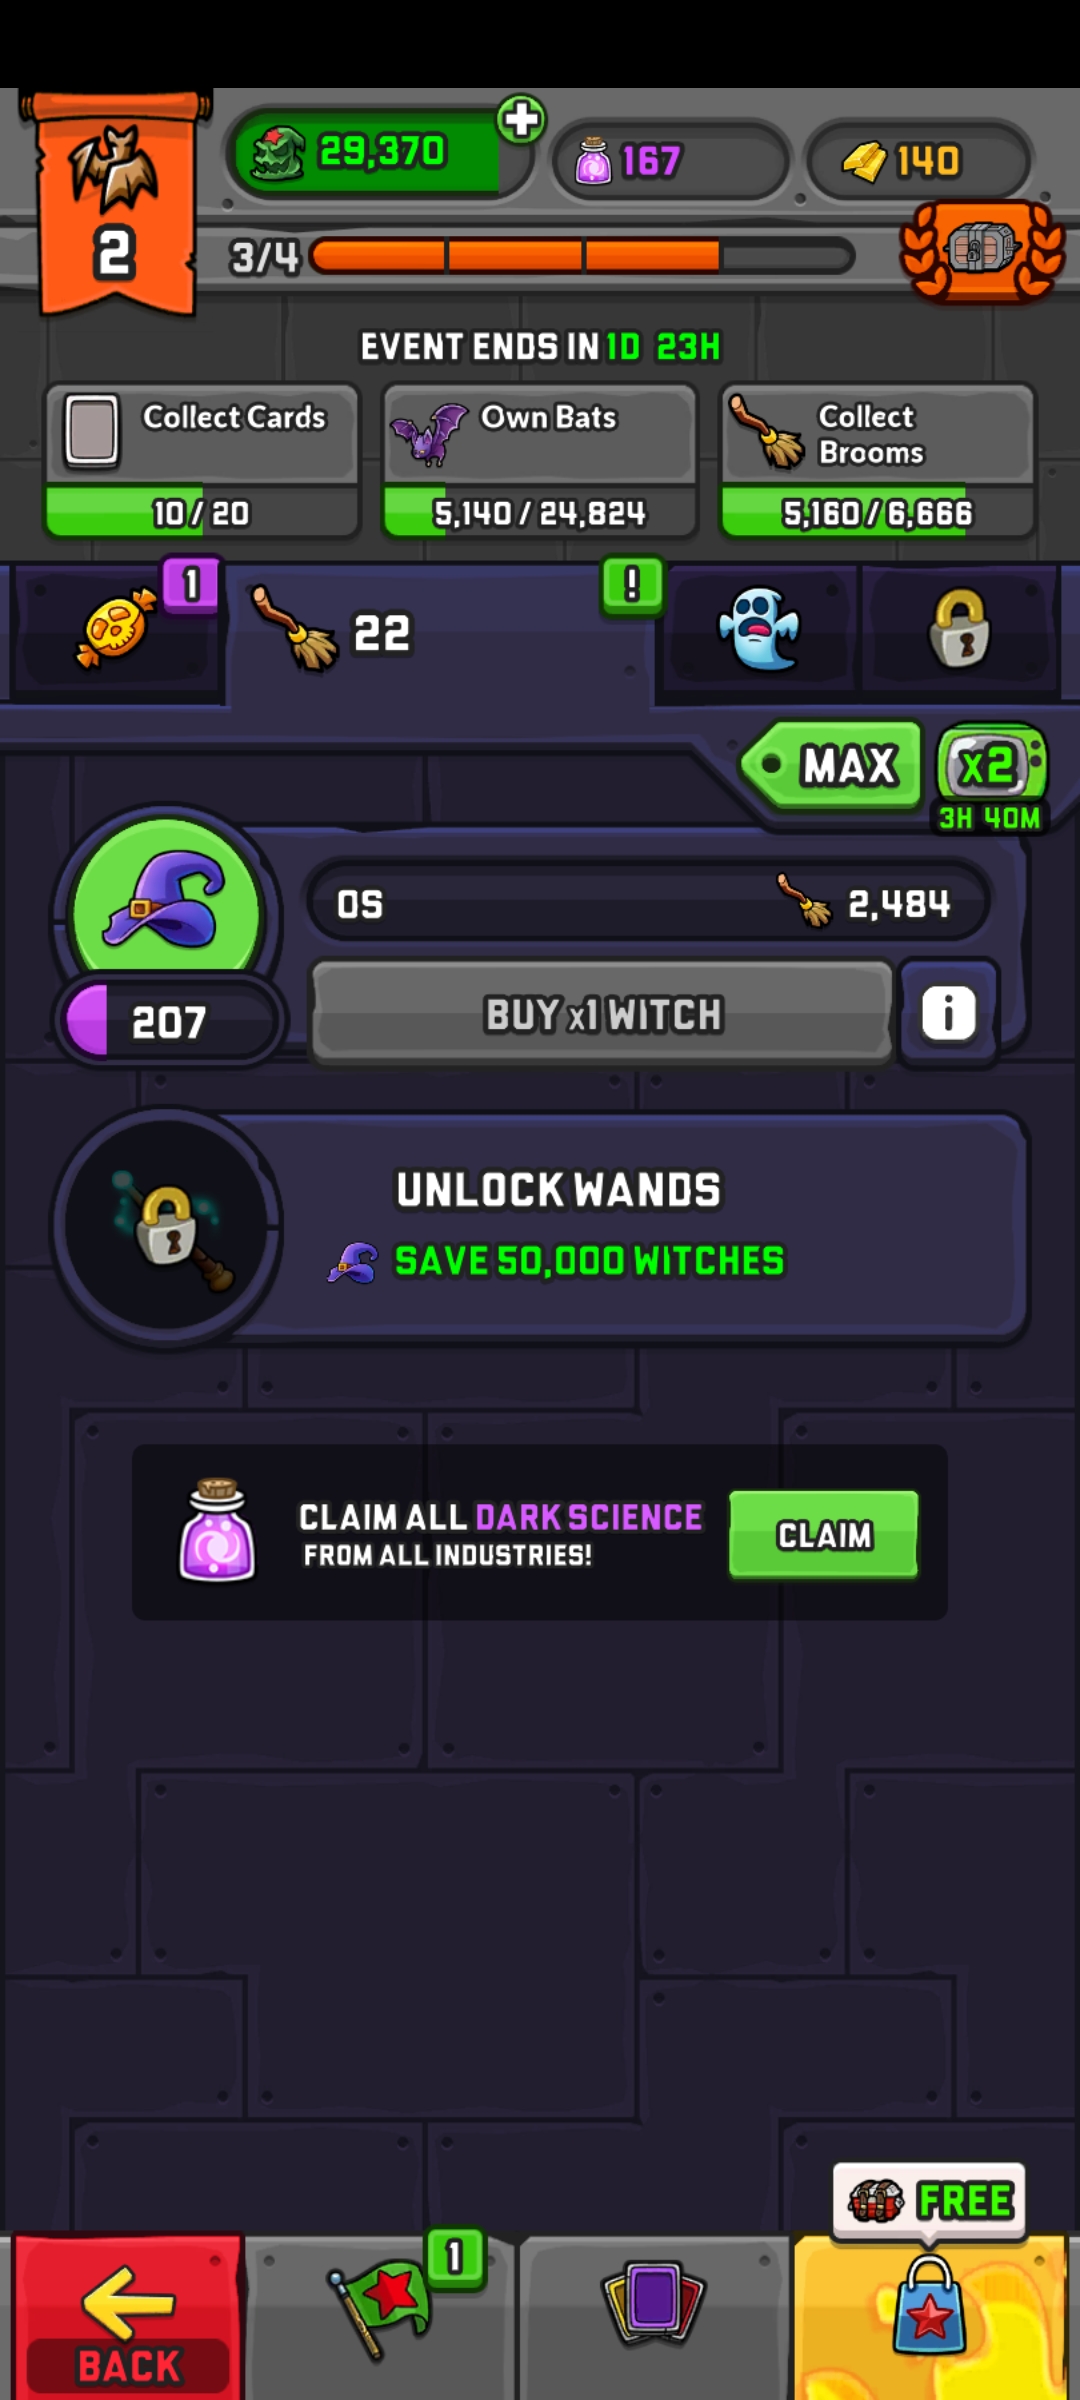 29,370
167
140
2
3/4
EVENT ENDS IN 1D 23H
Collect Cards
Own Bats
Collect
Brooms
10 / 20
5,140 / 24,824
5,160 / 6,666
1
22
!
MAX
x2
3H 40M
0S
2,484
207
BUY x1 WITCH
i
UNLOCK WANDS
SAVE 50,000 WITCHES
CLAIM ALL DARK SCIENCE
FROM ALL INDUSTRIES!
CLAIM
FREE
1
BACK